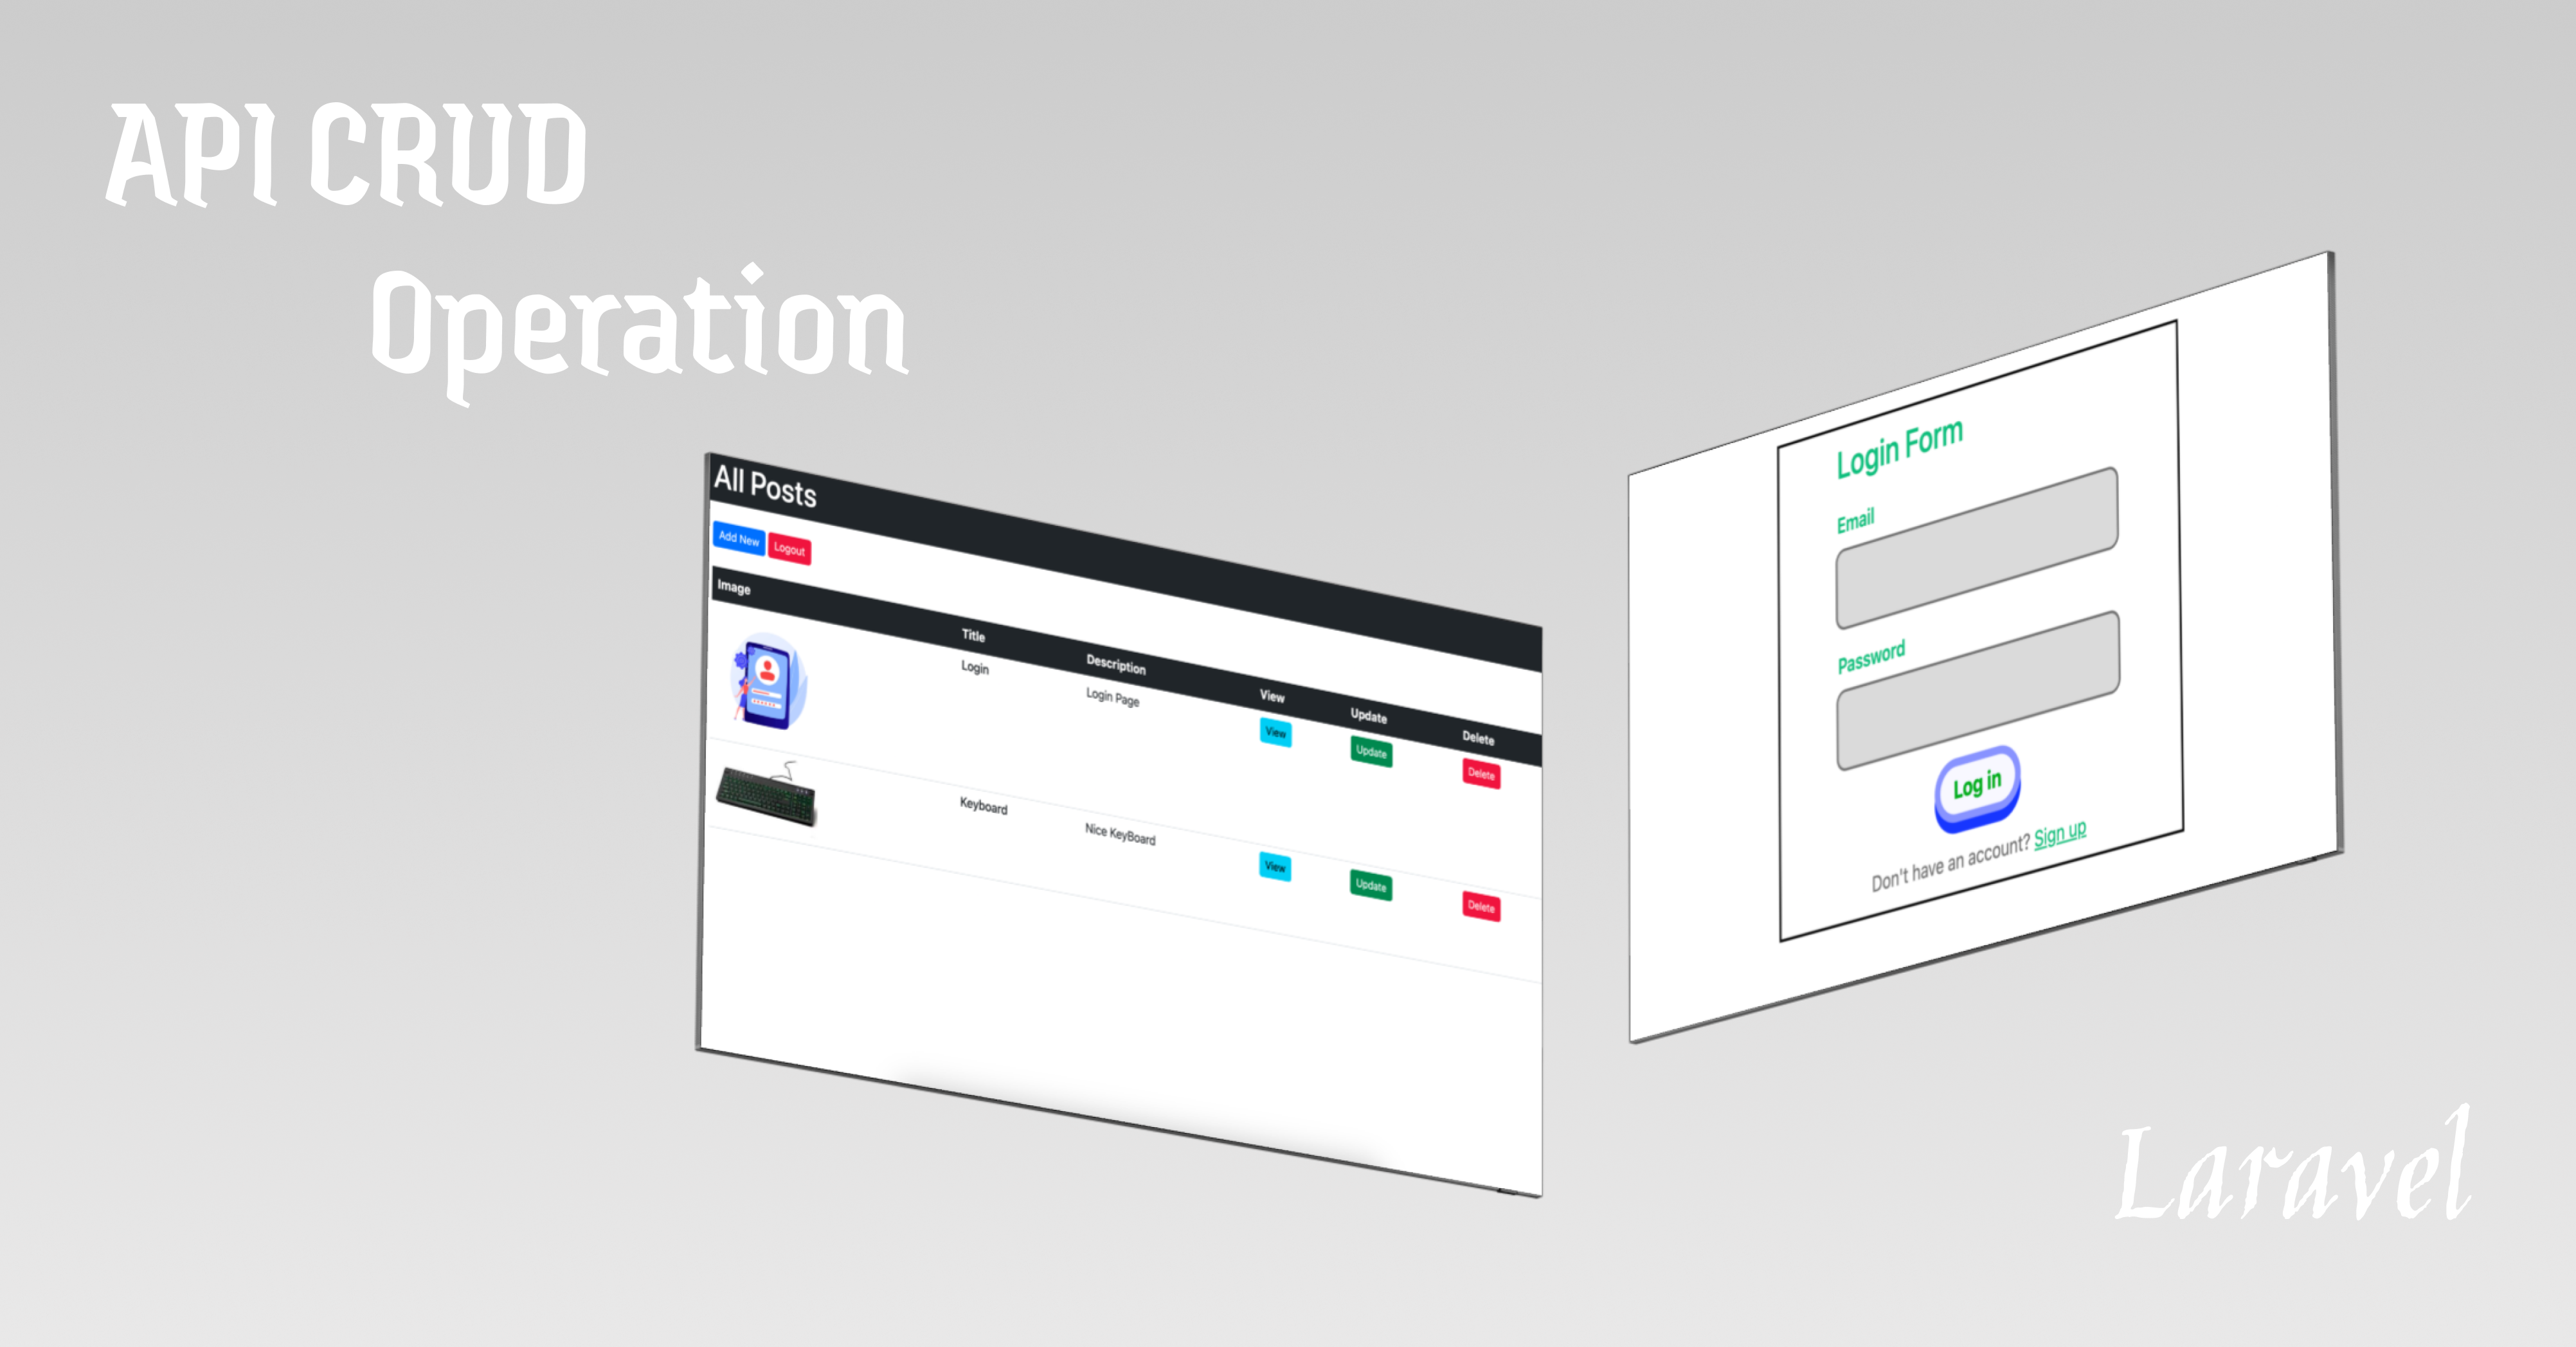 API CRUD
Operation
All Posts
Add New Logout
Image Title Description View Update Delete
Login Login Page View Update Delete
Keyboard Nice KeyBoard View Update Delete
Login Form
Email
Password
Log in
Don't have an account? Sign up
Laravel